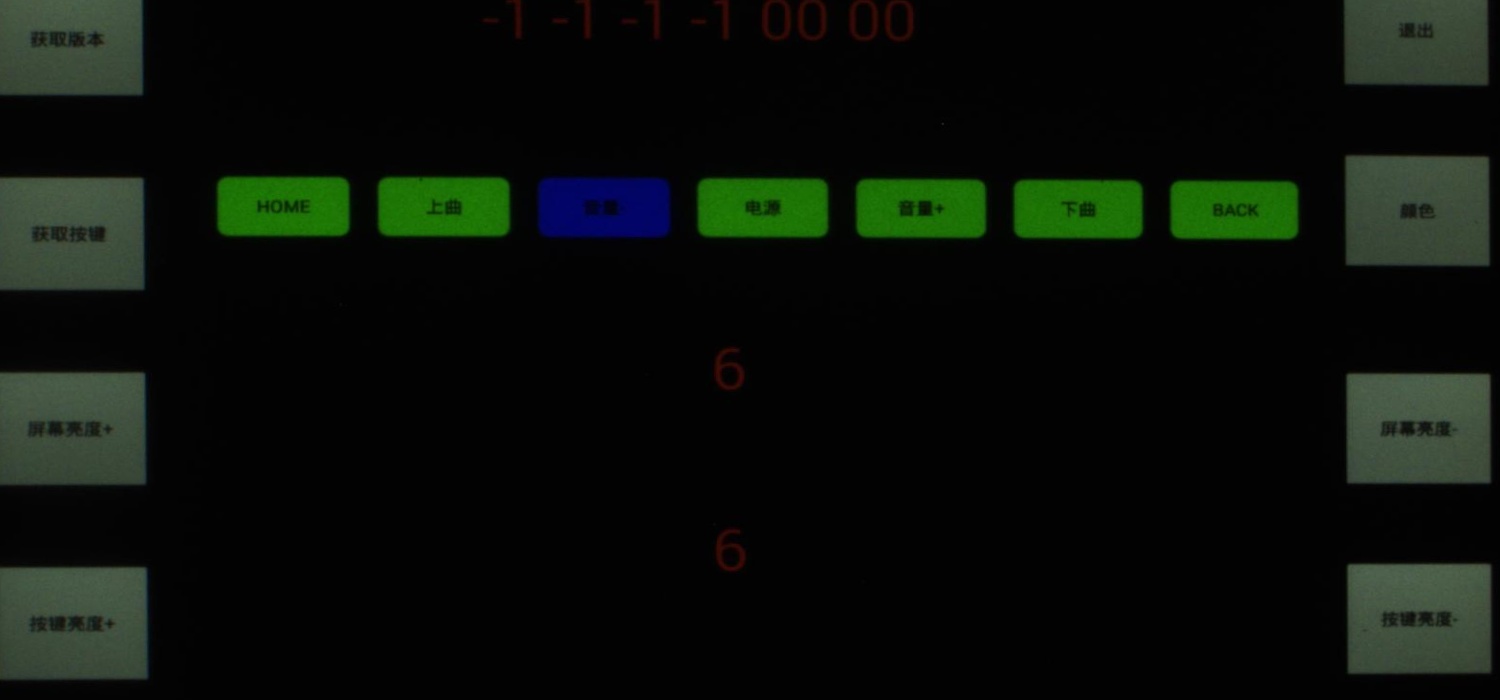 -1 -1 -1 -1 00 00
获取版本
退出
HOME
上曲
音量-
电源
音量+
下曲
BACK
获取按键
颜色
6
屏幕亮度+
屏幕亮度-
6
按键亮度+
按键亮度-